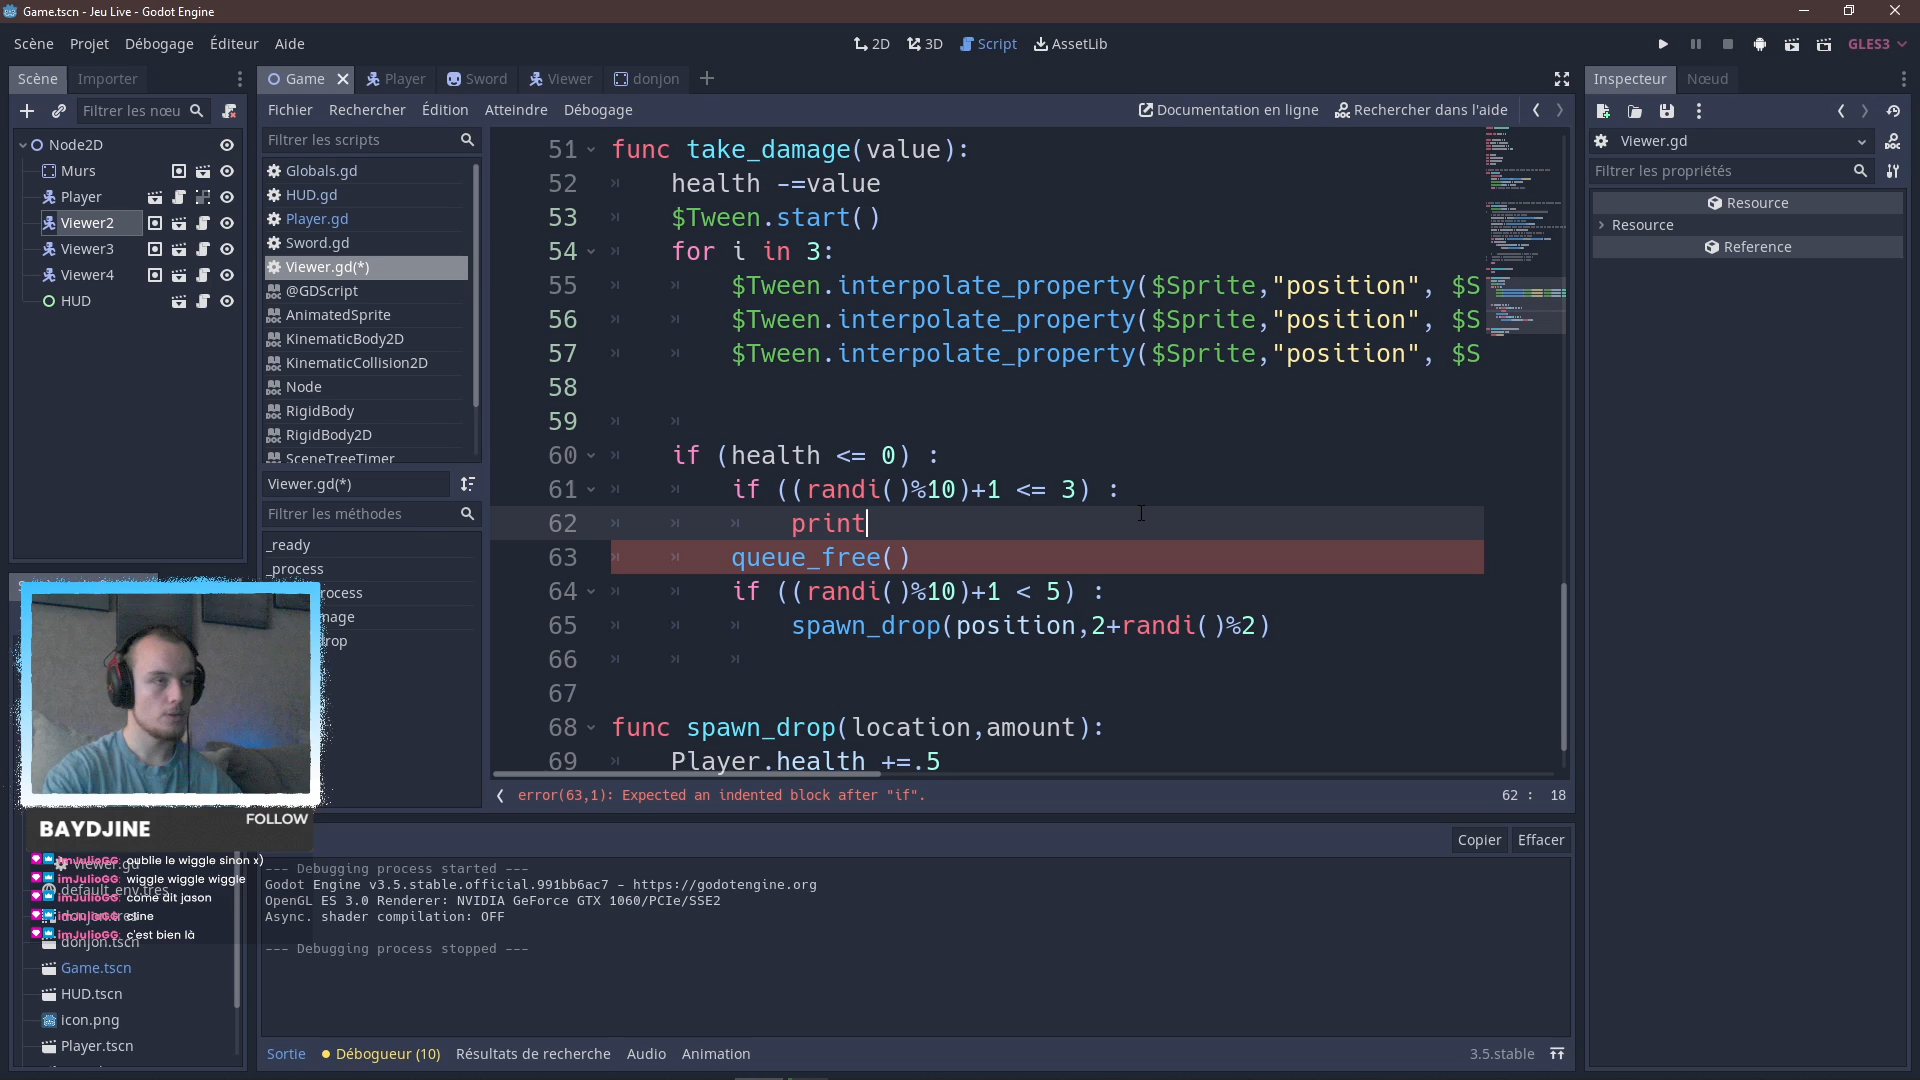 Game.tscn - Jeu Live - Godot Engine
Scène Projet Débogage Éditeur Aide
2D 3D Script AssetLib
GLES3
Scène Importer
Filtrer les nœu
Node2D
Murs
Player
Viewer2
Viewer3
Viewer4
HUD
Game Player Sword Viewer donjon
Fichier Rechercher Édition Atteindre Débogage
Documentation en ligne Rechercher dans l'aide
Filtrer les scripts
Globals.gd
HUD.gd
Player.gd
Sword.gd
Viewer.gd(*)
@GDScript
AnimatedSprite
KinematicBody2D
KinematicCollision2D
Node
RigidBody
RigidBody2D
SceneTreeTimer
Viewer.gd(*)
Filtrer les méthodes
_ready
_process
rocess
mage
rop
51 func take_damage(value):
52 health -=value
53 $Tween.start()
54 for i in 3:
55 $Tween.interpolate_property($Sprite,"position", $S
56 $Tween.interpolate_property($Sprite,"position", $S
57 $Tween.interpolate_property($Sprite,"position", $S
58
59
60 if (health <= 0) :
61 if ((randi()%10)+1 <= 3) :
62 print
63 queue_free()
64 if ((randi()%10)+1 < 5) :
65 spawn_drop(position,2+randi()%2)
66
67
68 func spawn_drop(location,amount):
69 Player.health +=.5
error(63,1): Expected an indented block after "if".
62 : 18
Inspecteur Nœud
Viewer.gd
Filtrer les propriétés
Resource
Resource
Reference
BAYDJINE
FOLLOW
imJulioGG: oublie le wiggle sinon x)
imJulioGG: wiggle wiggle wiggle
imJulioGG: come dit jason
imJulioGG:
imJulioGG: c'est bien là
Viewer.gd
default_env.tres
donjon.tscn
Game.tscn
HUD.tscn
icon.png
Player.tscn
Copier Effacer
--- Debugging process started ---
Godot Engine v3.5.stable.official.991bb6ac7 - https://godotengine.org
OpenGL ES 3.0 Renderer: NVIDIA GeForce GTX 1060/PCIe/SSE2
Async. shader compilation: OFF
--- Debugging process stopped ---
Sortie Débogueur (10) Résultats de recherche Audio Animation
3.5.stable